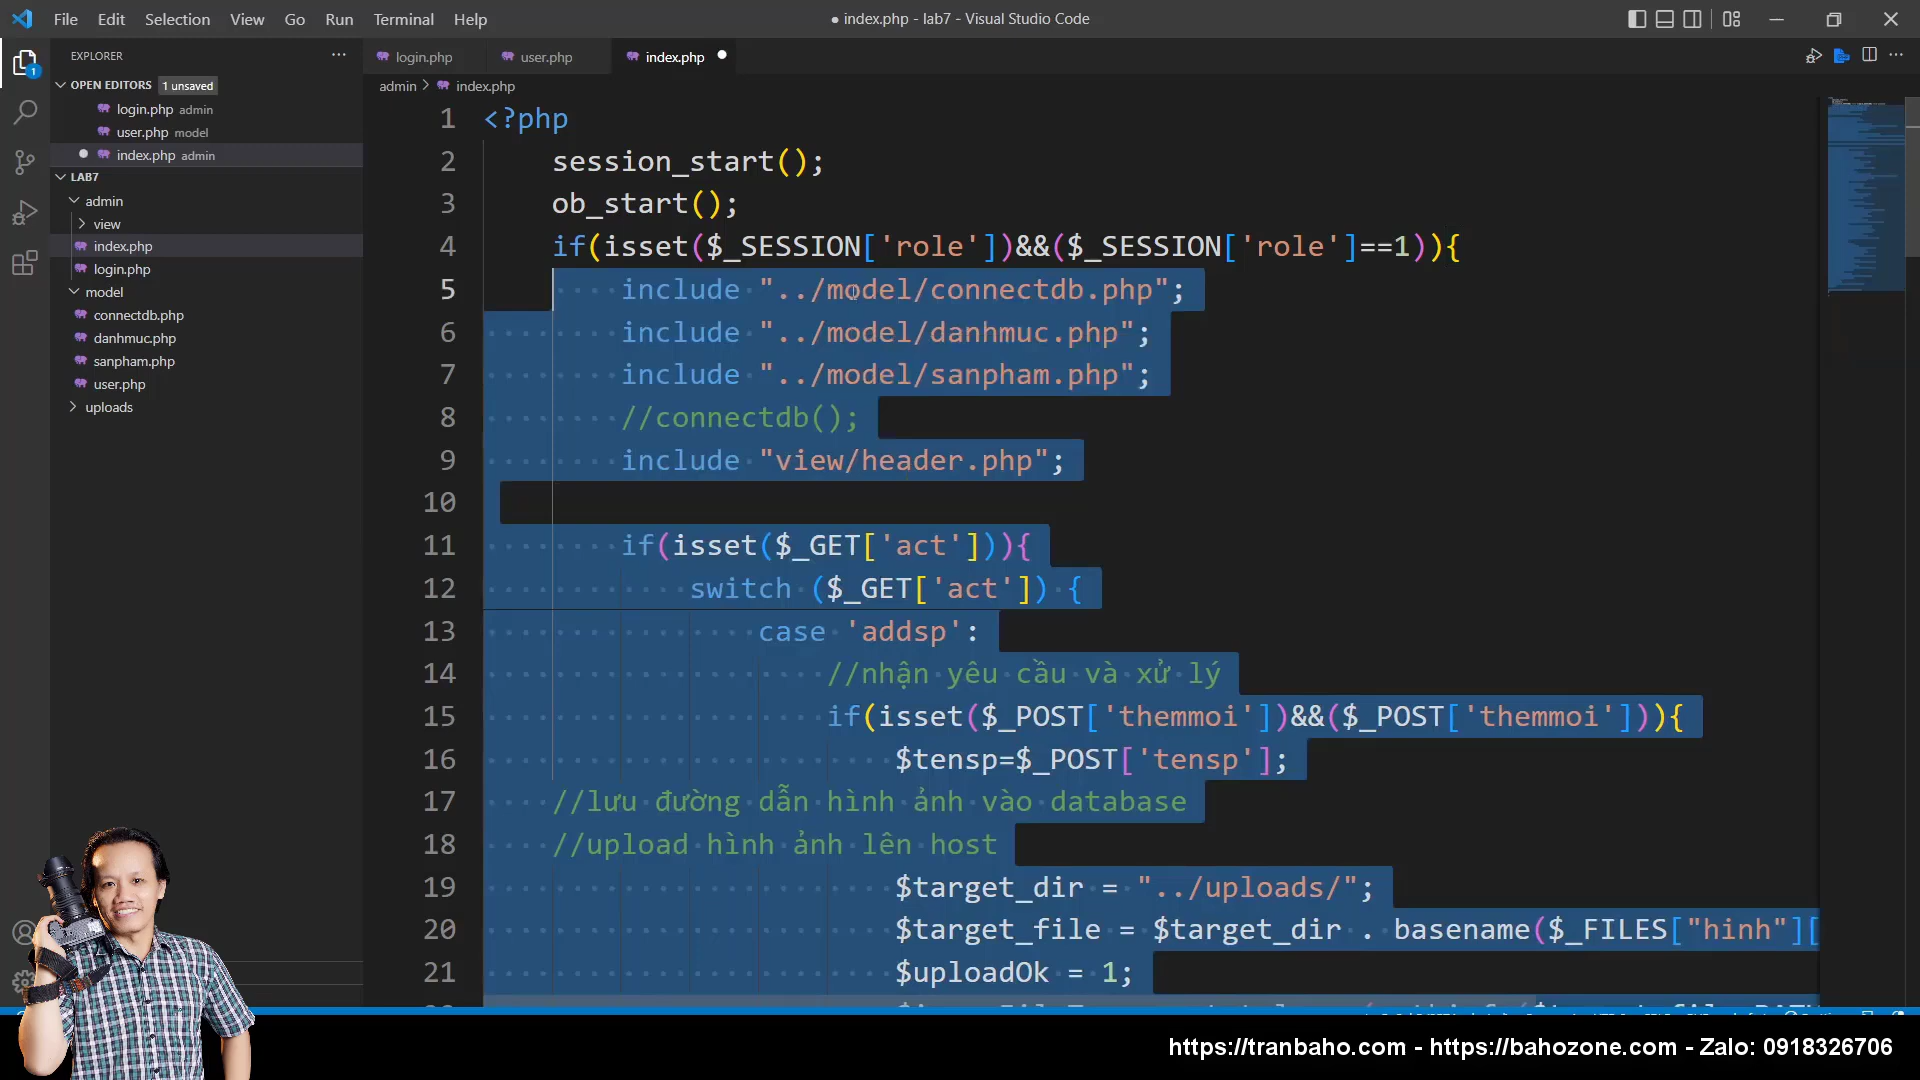 File Edit Selection View Go Run Terminal Help
● index.php - lab7 - Visual Studio Code
EXPLORER
OPEN EDITORS 1 unsaved
login.php admin
user.php model
index.php admin
LAB7
admin
view
index.php
login.php
model
connectdb.php
danhmuc.php
sanpham.php
user.php
uploads
1
login.php user.php index.php
admin > index.php
1 <?php
2 session_start();
3 ob_start();
4 if(isset($_SESSION['role'])&&($_SESSION['role']==1)){
5 include "../model/connectdb.php";
6 include "../model/danhmuc.php";
7 include "../model/sanpham.php";
8 //connectdb();
9 include "view/header.php";
10
11 if(isset($_GET['act'])){
12 switch ($_GET['act']) {
13 case 'addsp':
14 //nhận yêu cầu và xử lý
15 if(isset($_POST['themmoi'])&&($_POST['themmoi'])){
16 $tensp=$_POST['tensp'];
17 //lưu đường dẫn hình ảnh vào database
18 //upload hình ảnh lên host
19 $target_dir = "../uploads/";
20 $target_file = $target_dir . basename($_FILES["hinh"][
21 $uploadOk = 1;
https://tranbaho.com - https://bahozone.com - Zalo: 0918326706